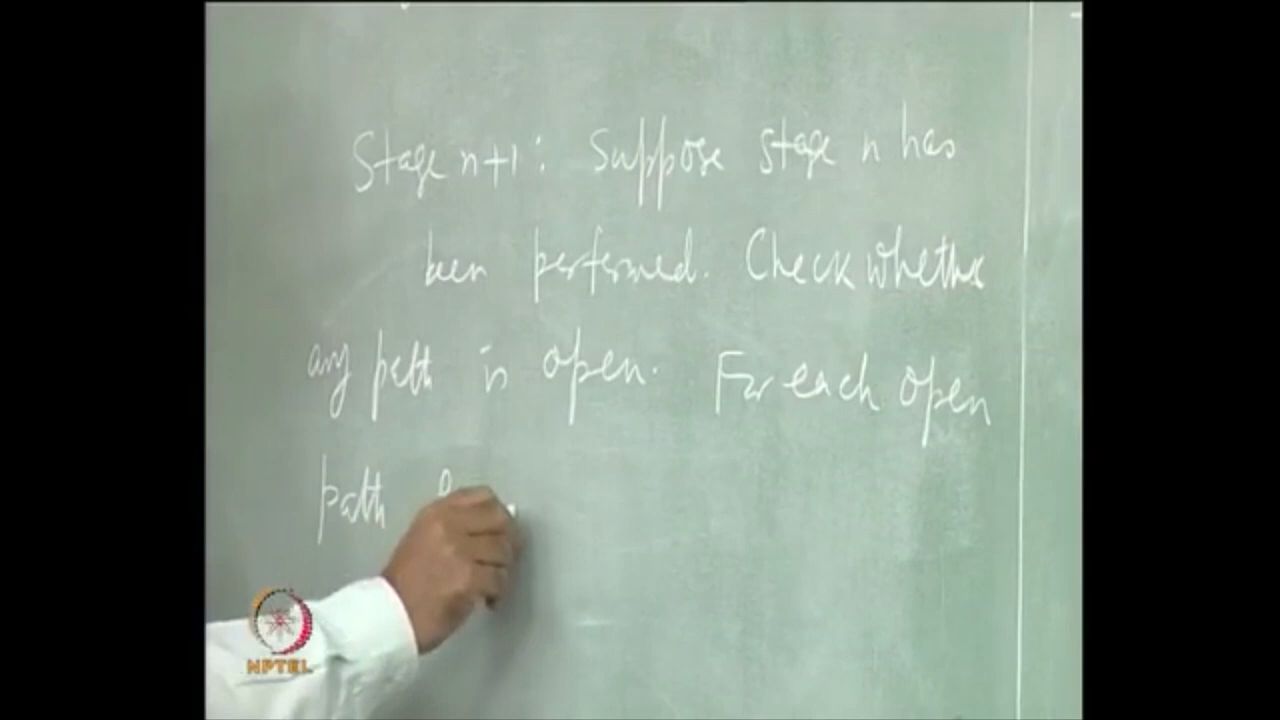 Stage n+1: Suppose stage n has
been performed. Check whether
any path is open. For each open
path
NPTEL